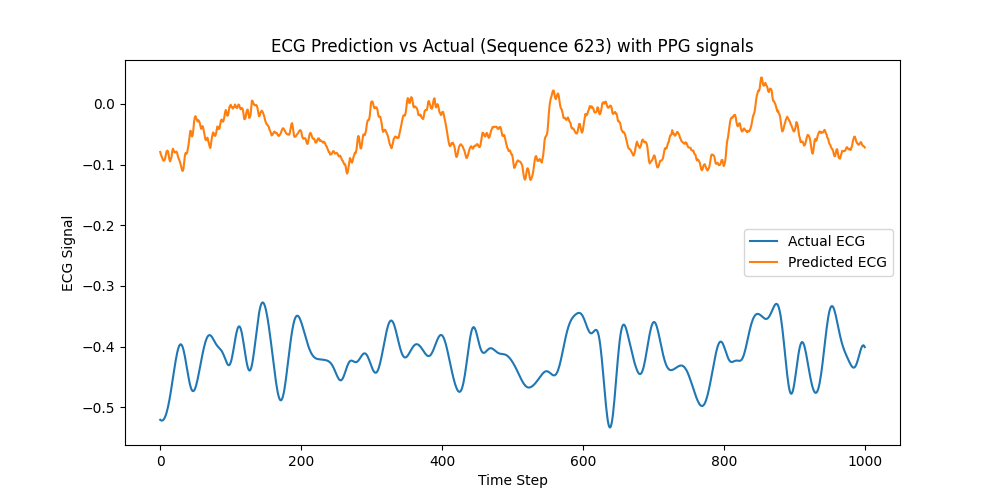 ECG Prediction vs Actual (Sequence 623) with PPG signals
ECG Signal
0.0
−0.1
−0.2
−0.3
−0.4
−0.5
Actual ECG
Predicted ECG
0 200 400 600 800 1000
Time Step